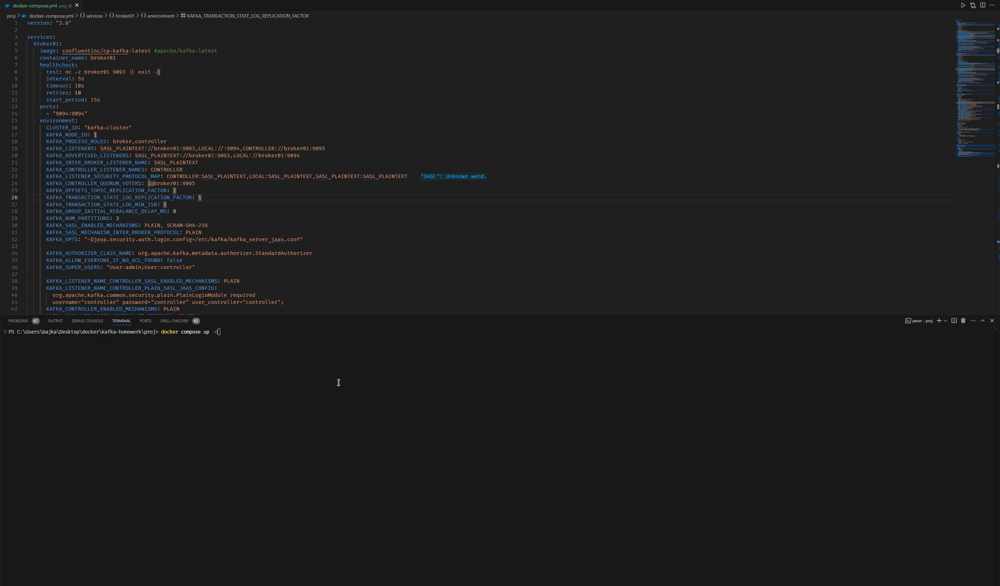 docker-compose.yml proj U
proj > docker-compose.yml > {} services > {} broker01 > {} environment > KAFKA_TRANSACTION_STATE_LOG_REPLICATION_FACTOR
1 version: "3.8"
2
3 services:
4 broker01:
5 image: confluentinc/cp-kafka:latest #apache/kafka:latest
6 container_name: broker01
7 healthcheck:
8 test: nc -z broker01 9093 || exit -1
9 interval: 5s
10 timeout: 10s
11 retries: 10
12 start_period: 15s
13 ports:
14 - "9094:9094"
15 environment:
16 CLUSTER_ID: "kafka-cluster"
17 KAFKA_NODE_ID: 1
18 KAFKA_PROCESS_ROLES: broker,controller
19 KAFKA_LISTENERS: SASL_PLAINTEXT://broker01:9093,LOCAL://:9094,CONTROLLER://broker01:9095
20 KAFKA_ADVERTISED_LISTENERS: SASL_PLAINTEXT://broker01:9093,LOCAL://broker01:9094
21 KAFKA_INTER_BROKER_LISTENER_NAME: SASL_PLAINTEXT
22 KAFKA_CONTROLLER_LISTENER_NAMES: CONTROLLER
23 KAFKA_LISTENER_SECURITY_PROTOCOL_MAP: CONTROLLER:SASL_PLAINTEXT,LOCAL:SASL_PLAINTEXT,SASL_PLAINTEXT:SASL_PLAINTEXT "SASL": Unknown word.
24 KAFKA_CONTROLLER_QUORUM_VOTERS: 1@broker01:9095
25 KAFKA_OFFSETS_TOPIC_REPLICATION_FACTOR: 1
26 KAFKA_TRANSACTION_STATE_LOG_REPLICATION_FACTOR: 1
27 KAFKA_TRANSACTION_STATE_LOG_MIN_ISR: 1
28 KAFKA_GROUP_INITIAL_REBALANCE_DELAY_MS: 0
29 KAFKA_NUM_PARTITIONS: 3
30 KAFKA_SASL_ENABLED_MECHANISMS: PLAIN, SCRAM-SHA-256
31 KAFKA_SASL_MECHANISM_INTER_BROKER_PROTOCOL: PLAIN
32 KAFKA_OPTS: "-Djava.security.auth.login.config=/etc/kafka/kafka_server_jaas.conf"
33
34 KAFKA_AUTHORIZER_CLASS_NAME: org.apache.kafka.metadata.authorizer.StandardAuthorizer
35 KAFKA_ALLOW_EVERYONE_IF_NO_ACL_FOUND: false
36 KAFKA_SUPER_USERS: "User:admin;User:controller"
37
38 KAFKA_LISTENER_NAME_CONTROLLER_SASL_ENABLED_MECHANISMS: PLAIN
39 KAFKA_LISTENER_NAME_CONTROLLER_PLAIN_SASL_JAAS_CONFIG:
40 org.apache.kafka.common.security.plain.PlainLoginModule required
41 username="controller" password="controller" user_controller="controller";
42 KAFKA_CONTROLLER_ENABLED_MECHANISMS: PLAIN
PROBLEMS 67 OUTPUT DEBUG CONSOLE TERMINAL PORTS SPELL CHECKER 62 pwsh - proj
PS C:\Users\bajka\Desktop\docker\kafka-homework\proj> docker compose up -d